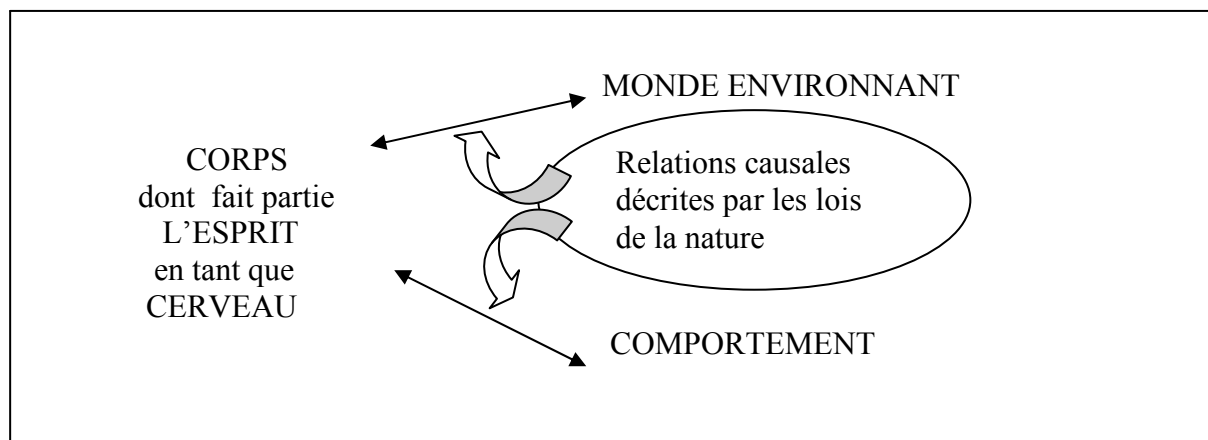 MONDE ENVIRONNANT
CORPS
dont fait partie
L'ESPRIT
en tant que
CERVEAU
Relations causales
décrites par les lois
de la nature
COMPORTEMENT